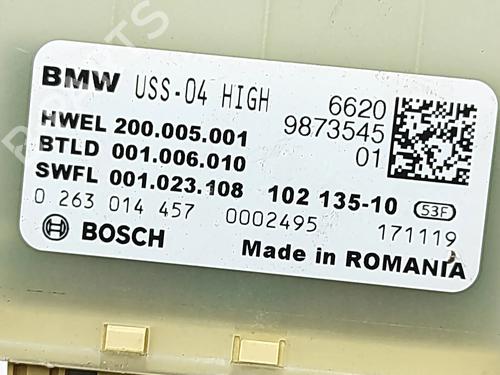 BMW USS-04 HIGH 6620
HWEL 200.005.001 9873545
BTLD 001.006.010 01
SWFL 001.023.108 102 135-10 53F
0 263 014 457 0002495 171119
BOSCH Made in ROMANIA